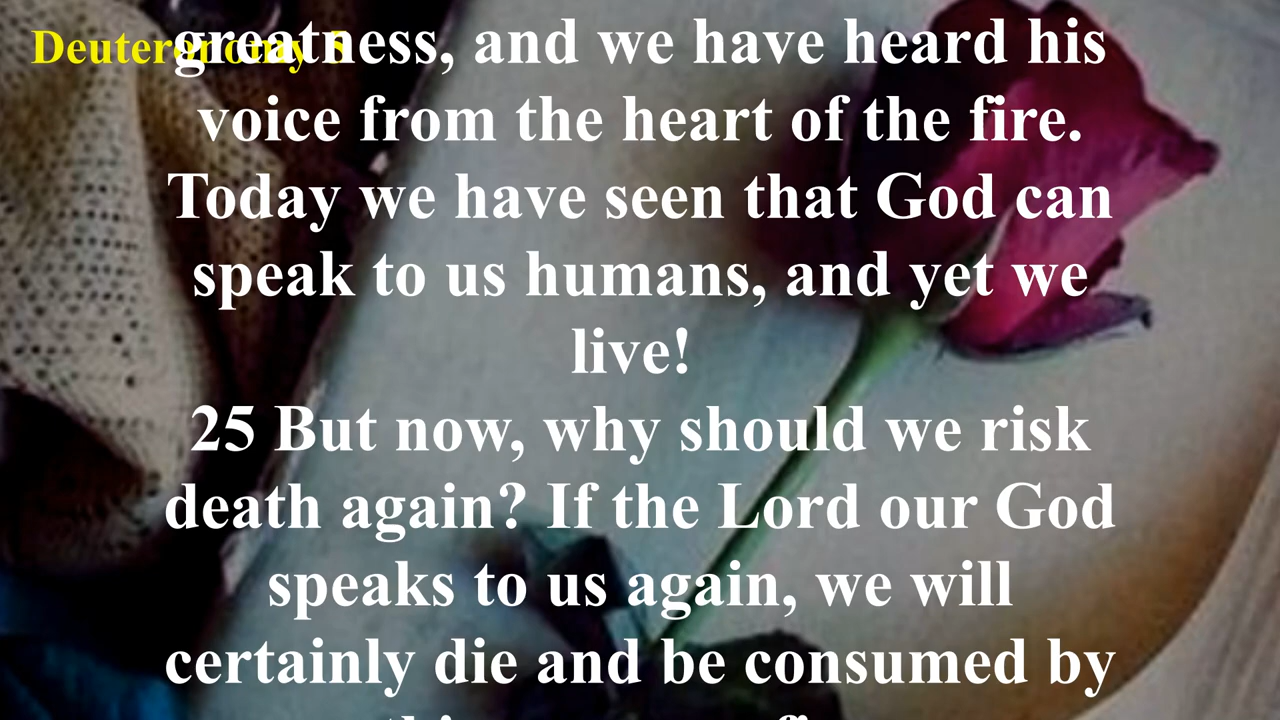 Deuteronomy 5
greatness, and we have heard his
voice from the heart of the fire.
Today we have seen that God can
speak to us humans, and yet we
live!
25 But now, why should we risk
death again? If the Lord our God
speaks to us again, we will
certainly die and be consumed by